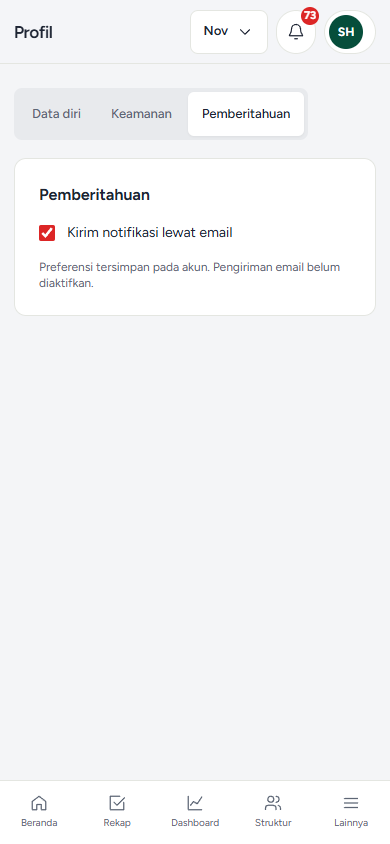 Profil
Nov
73
SH
Data diri
Keamanan
Pemberitahuan
Pemberitahuan
Kirim notifikasi lewat email
Preferensi tersimpan pada akun. Pengiriman email belum
diaktifkan.
Beranda
Rekap
Dashboard
Struktur
Lainnya